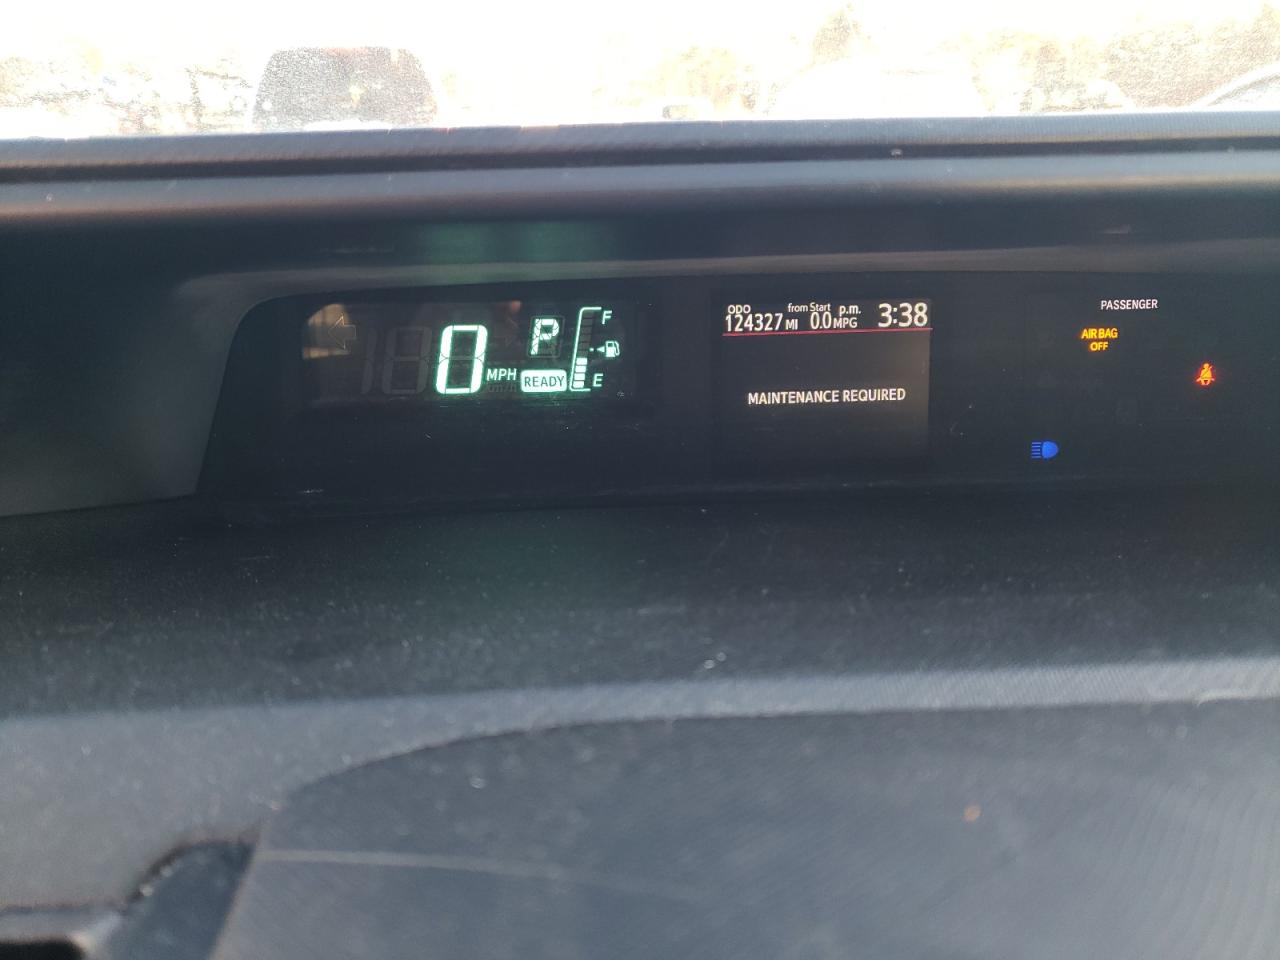 0 MPH
P
READY
F
E
ODO from Start p.m.
124327 MI 0.0 MPG 3:38
MAINTENANCE REQUIRED
PASSENGER
AIR BAG
OFF